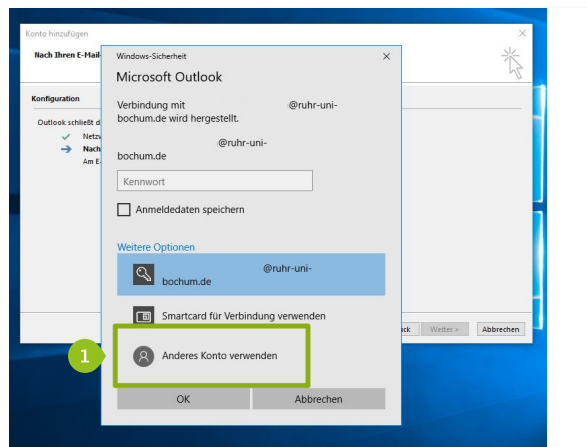 Konto hinzufügen
Nach Ihren E-Mail-
Konfiguration
Outlook schließt d
Netzw
Nach
Am E-
Windows-Sicherheit
Microsoft Outlook
Verbindung mit @ruhr-uni-
bochum.de wird hergestellt.
@ruhr-uni-
bochum.de
Kennwort
Anmeldedaten speichern
Weitere Optionen
@ruhr-uni-
bochum.de
Smartcard für Verbindung verwenden
1
Anderes Konto verwenden
OK Abbrechen
ck Weiter > Abbrechen